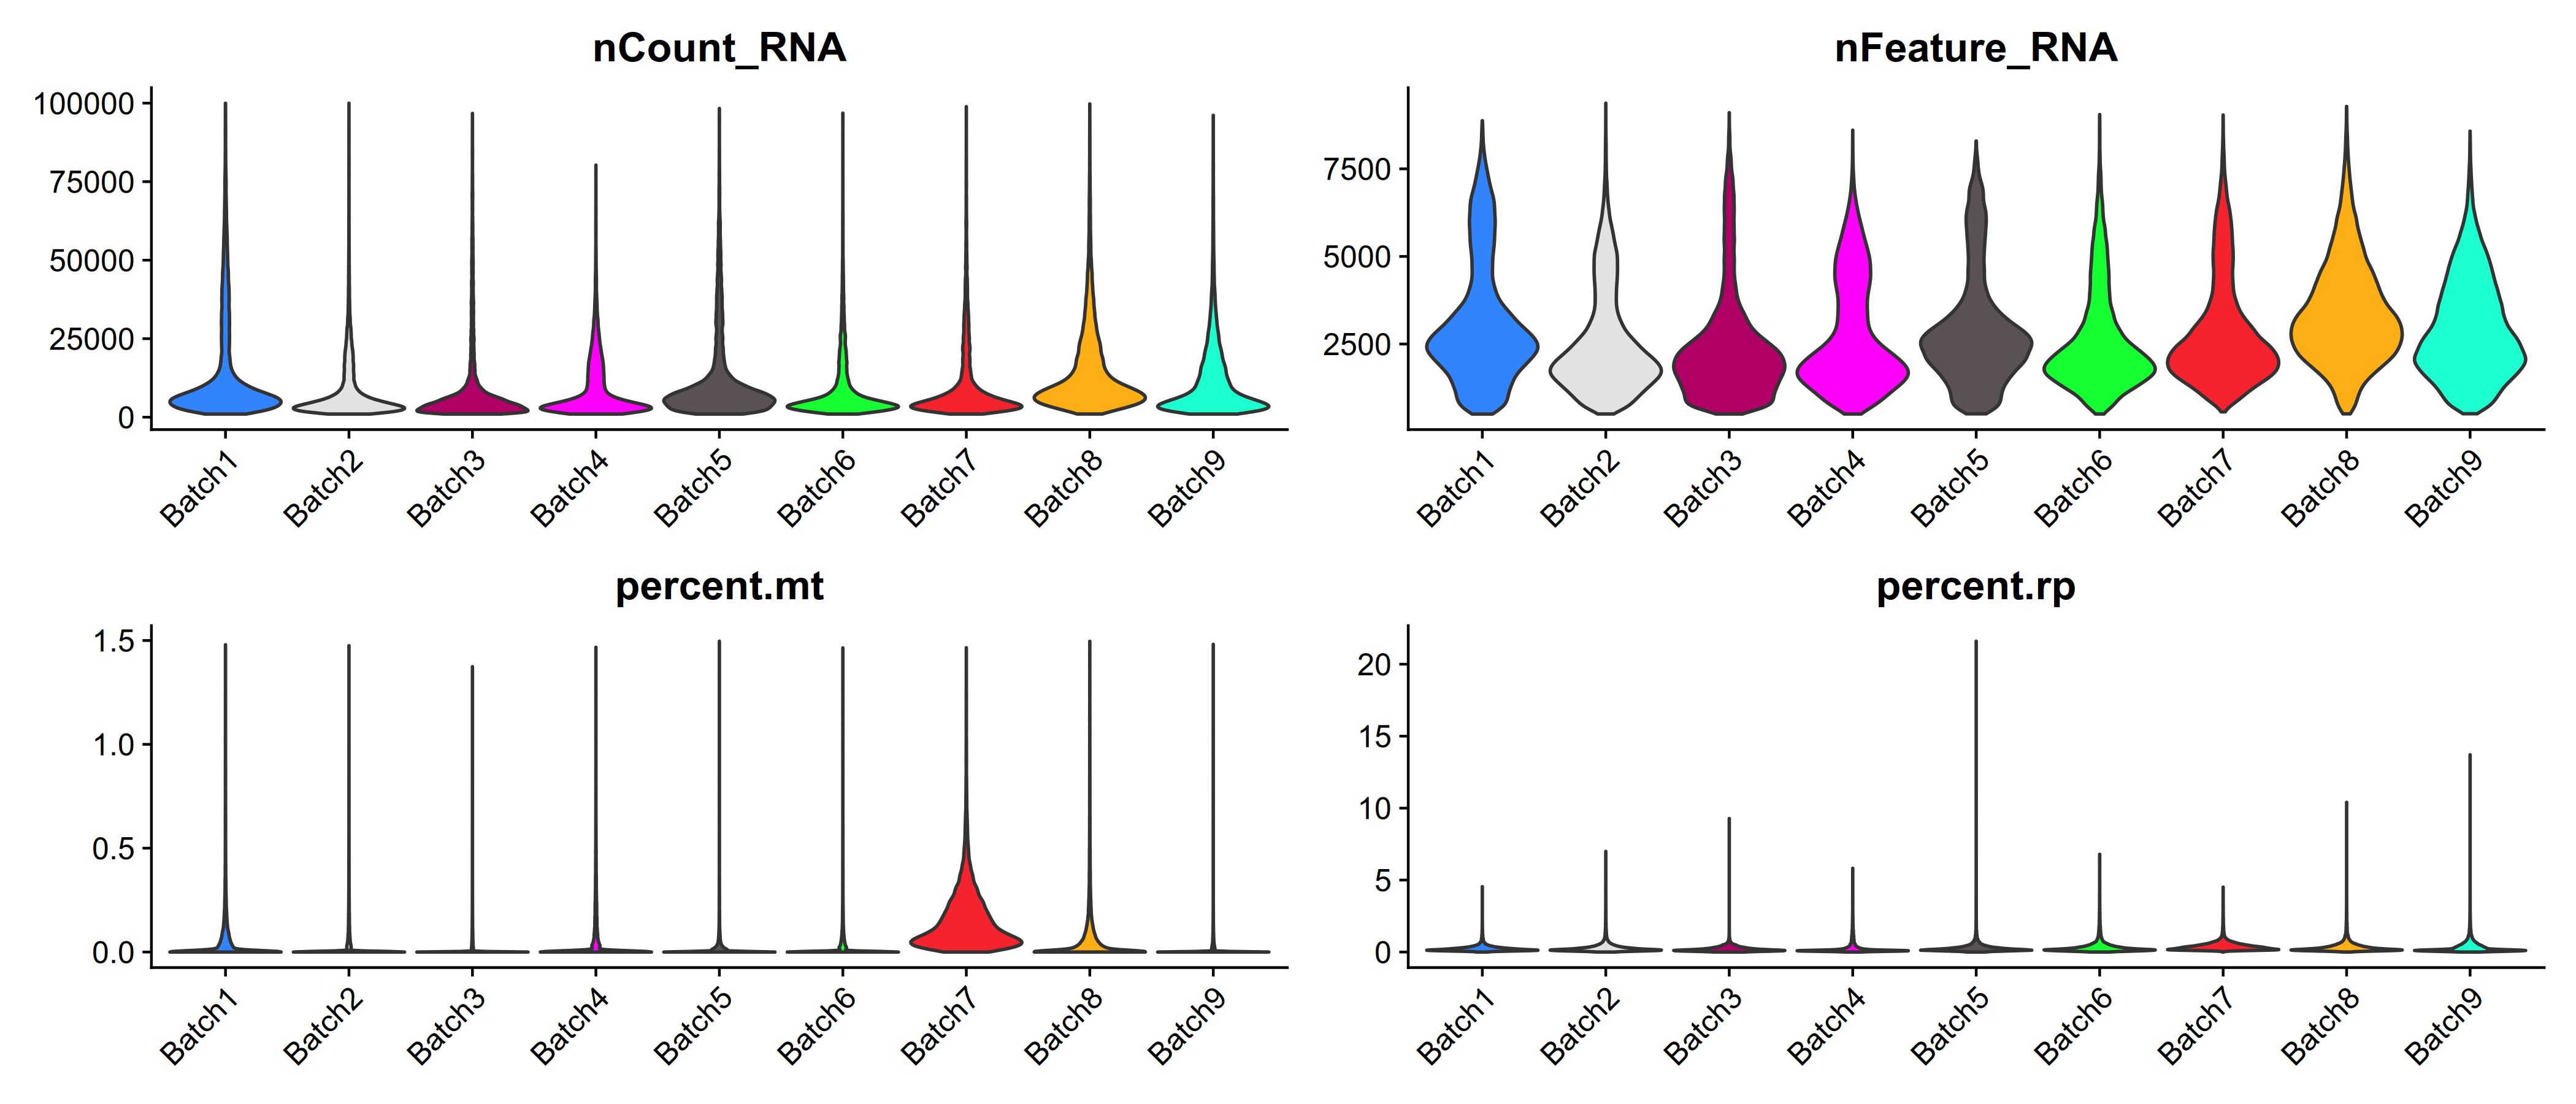 nCount_RNA
100000
75000
50000
25000
0
Batch1 Batch2 Batch3 Batch4 Batch5 Batch6 Batch7 Batch8 Batch9
nFeature_RNA
7500
5000
2500
Batch1 Batch2 Batch3 Batch4 Batch5 Batch6 Batch7 Batch8 Batch9
percent.mt
1.5
1.0
0.5
0.0
Batch1 Batch2 Batch3 Batch4 Batch5 Batch6 Batch7 Batch8 Batch9
percent.rp
20
15
10
5
0
Batch1 Batch2 Batch3 Batch4 Batch5 Batch6 Batch7 Batch8 Batch9